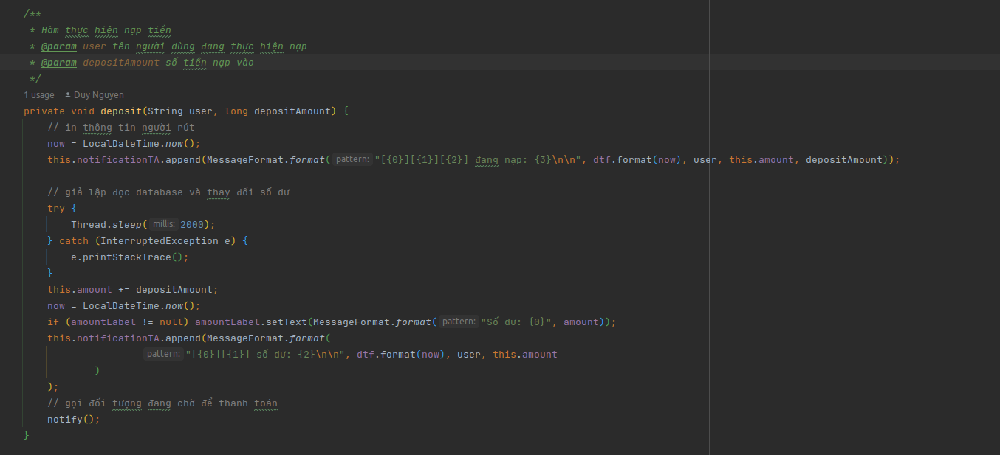 /**
* Hàm thực hiện nạp tiền
* @param user tên người dùng đang thực hiện nạp
* @param depositAmount số tiền nạp vào
*/
1 usage Duy Nguyen
private void deposit(String user, long depositAmount) {
// in thông tin người rút
now = LocalDateTime.now();
this.notificationTA.append(MessageFormat.format( pattern: "[{0}][{1}][{2}] đang nạp: {3}\n\n", dtf.format(now), user, this.amount, depositAmount));
// giả lập đọc database và thay đổi số dư
try {
Thread.sleep( millis: 2000);
} catch (InterruptedException e) {
e.printStackTrace();
}
this.amount += depositAmount;
now = LocalDateTime.now();
if (amountLabel != null) amountLabel.setText(MessageFormat.format( pattern: "Số dư: {0}", amount));
this.notificationTA.append(MessageFormat.format(
pattern: "[{0}][{1}] số dư: {2}\n\n", dtf.format(now), user, this.amount
)
);
// gọi đối tượng đang chờ để thanh toán
notify();
}